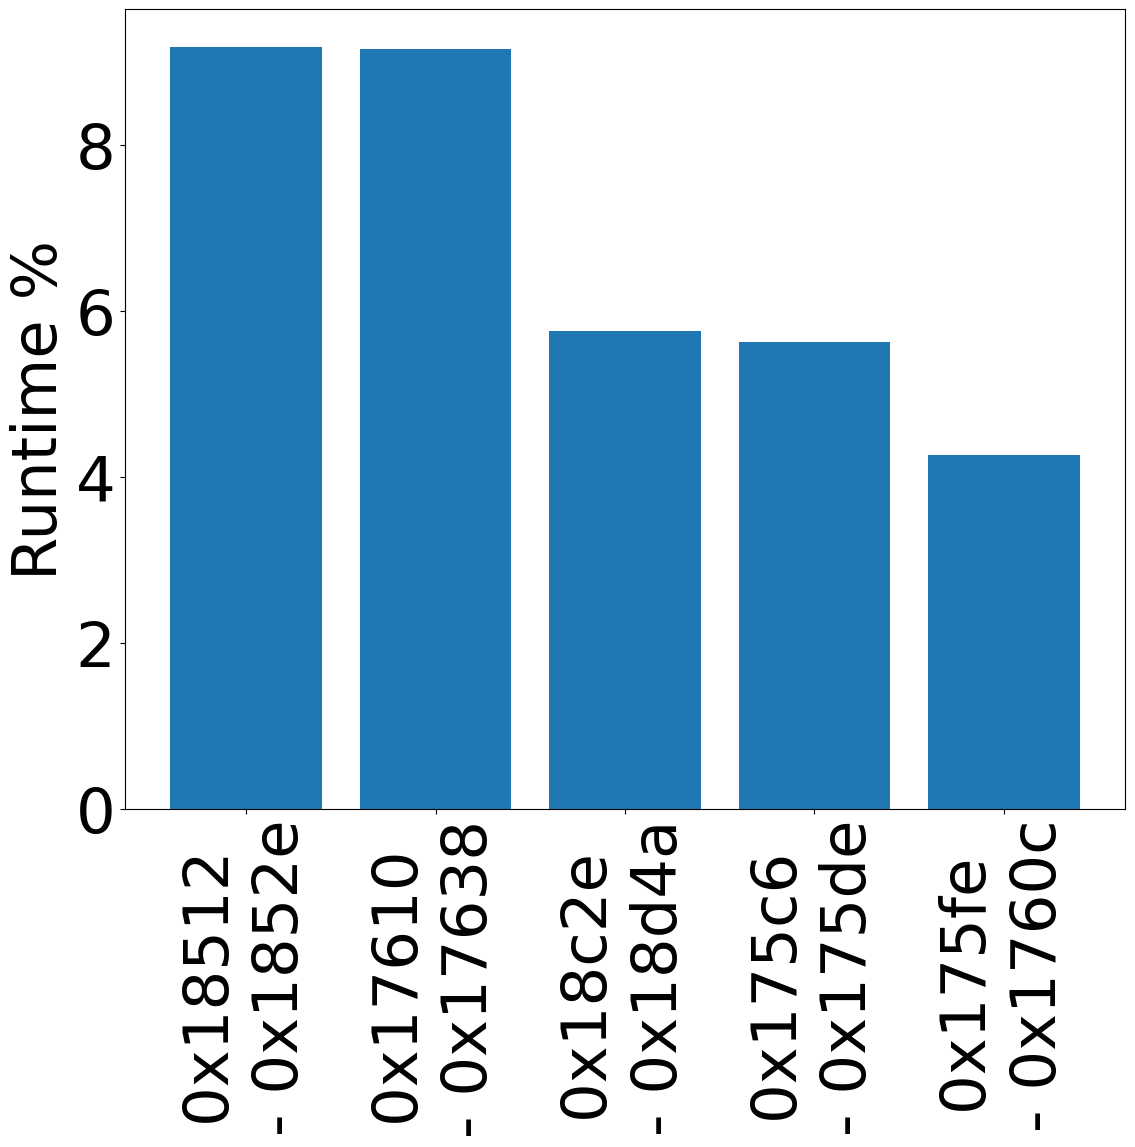 Runtime %
8
6
4
2
0
0x18512
- 0x1852e
0x17610
- 0x17638
0x18c2e
- 0x18d4a
0x175c6
- 0x175de
0x175fe
- 0x1760c